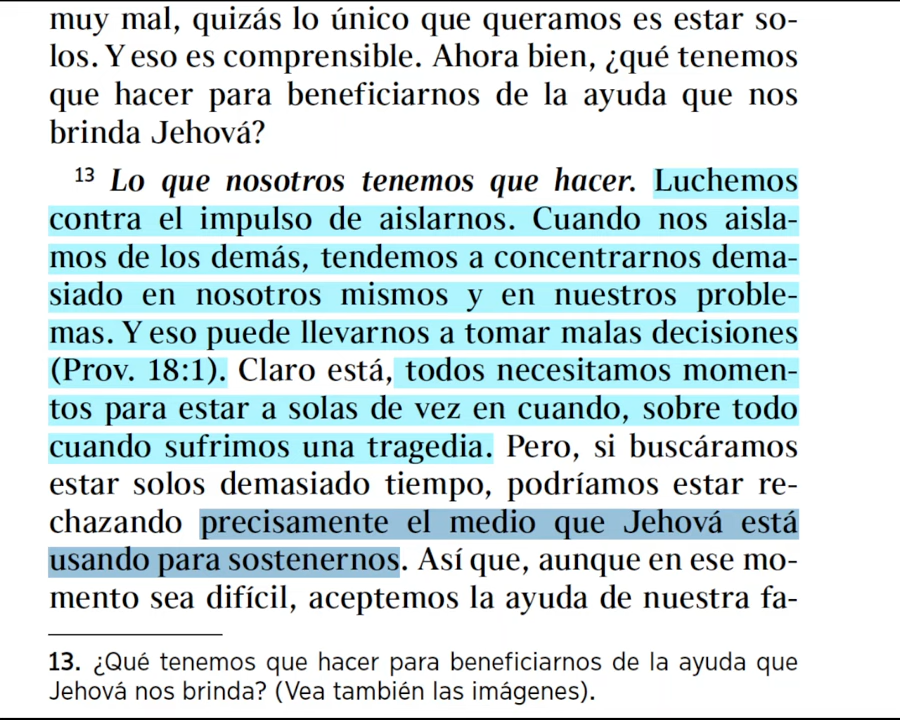 muy mal, quizás lo único que queramos es estar so-
los. Y eso es comprensible. Ahora bien, ¿qué tenemos
que hacer para beneficiarnos de la ayuda que nos
brinda Jehová?
13 Lo que nosotros tenemos que hacer. Luchemos
contra el impulso de aislarnos. Cuando nos aisla-
mos de los demás, tendemos a concentrarnos dema-
siado en nosotros mismos y en nuestros proble-
mas. Y eso puede llevarnos a tomar malas decisiones
(Prov. 18:1). Claro está, todos necesitamos momen-
tos para estar a solas de vez en cuando, sobre todo
cuando sufrimos una tragedia. Pero, si buscáramos
estar solos demasiado tiempo, podríamos estar re-
chazando precisamente el medio que Jehová está
usando para sostenernos. Así que, aunque en ese mo-
mento sea difícil, aceptemos la ayuda de nuestra fa-
13. ¿Qué tenemos que hacer para beneficiarnos de la ayuda que
Jehová nos brinda? (Vea también las imágenes).